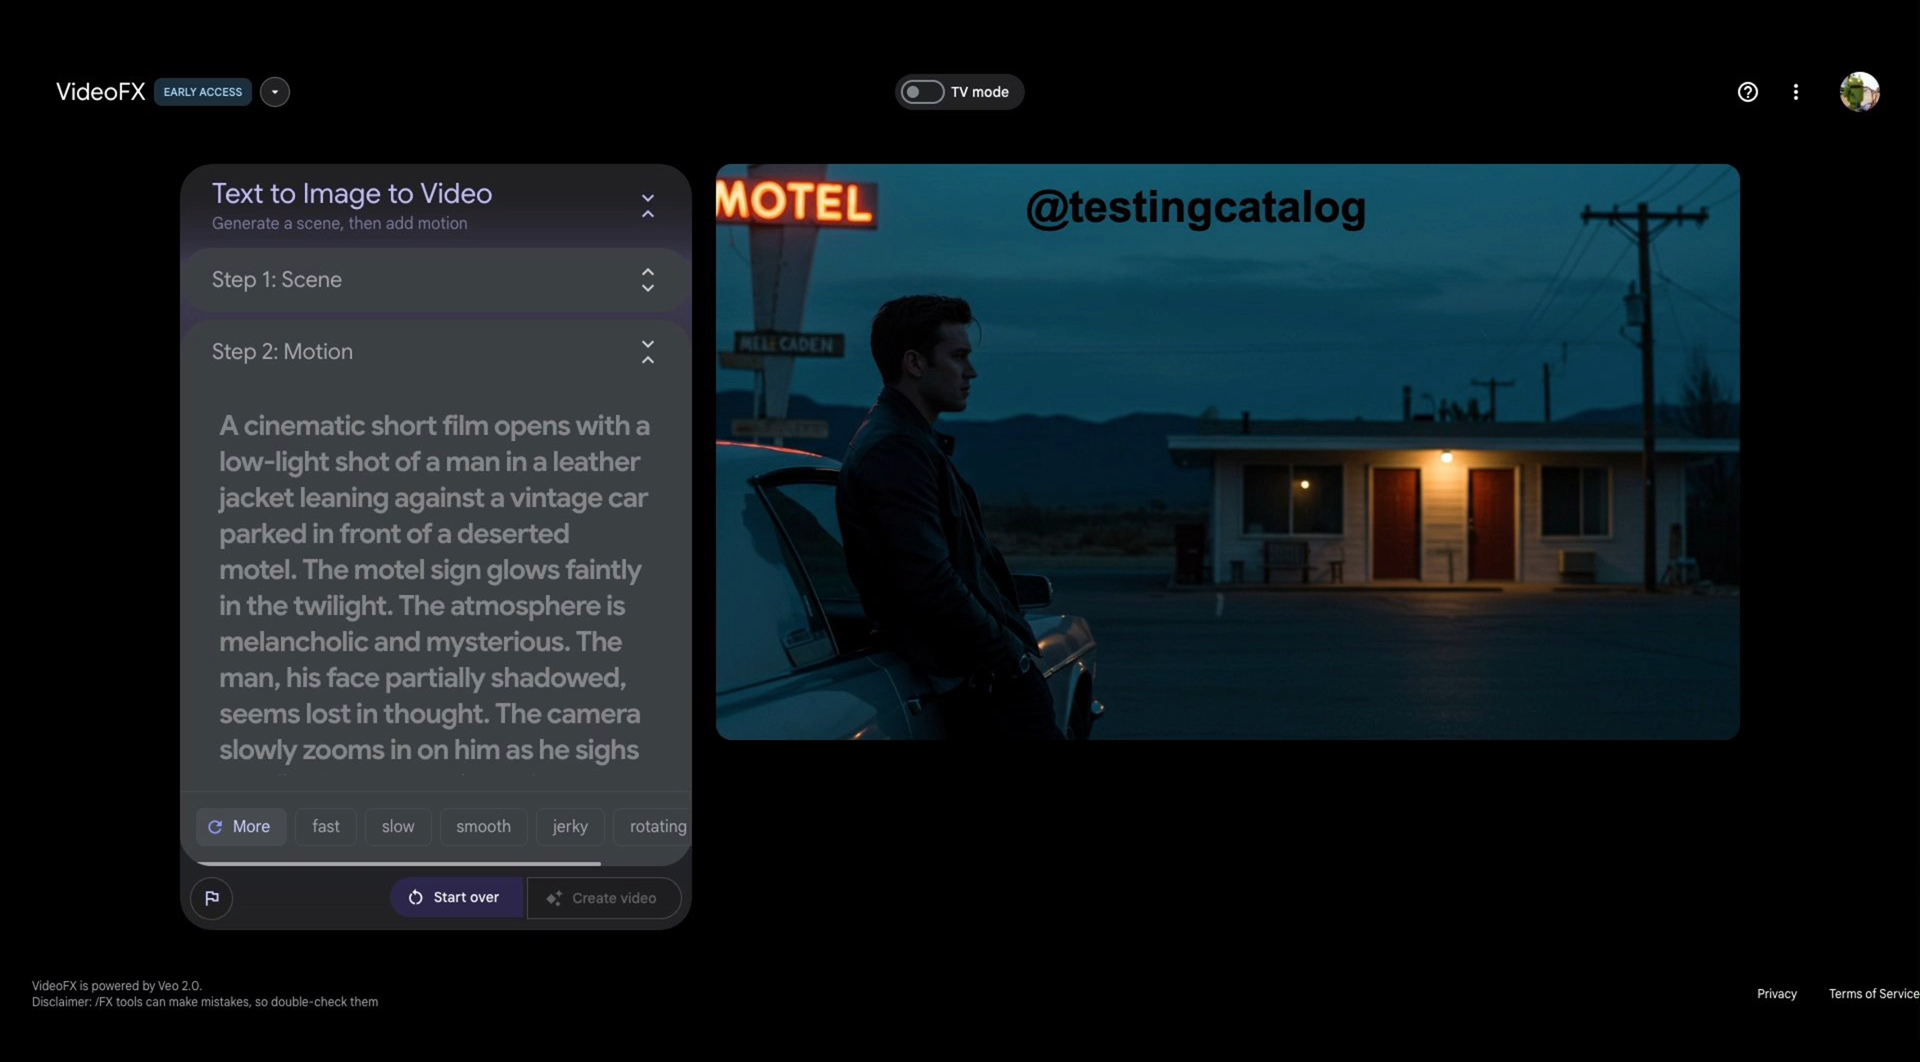 VideoFX EARLY ACCESS
TV mode
Text to Image to Video
Generate a scene, then add motion
Step 1: Scene
Step 2: Motion
A cinematic short film opens with a
low-light shot of a man in a leather
jacket leaning against a vintage car
parked in front of a deserted
motel. The motel sign glows faintly
in the twilight. The atmosphere is
melancholic and mysterious. The
man, his face partially shadowed,
seems lost in thought. The camera
slowly zooms in on him as he sighs
More fast slow smooth jerky rotating
Start over Create video
MOTEL
@testingcatalog
CADEN
VideoFX is powered by Veo 2.0.
Disclaimer: /FX tools can make mistakes, so double-check them
Privacy Terms of Service